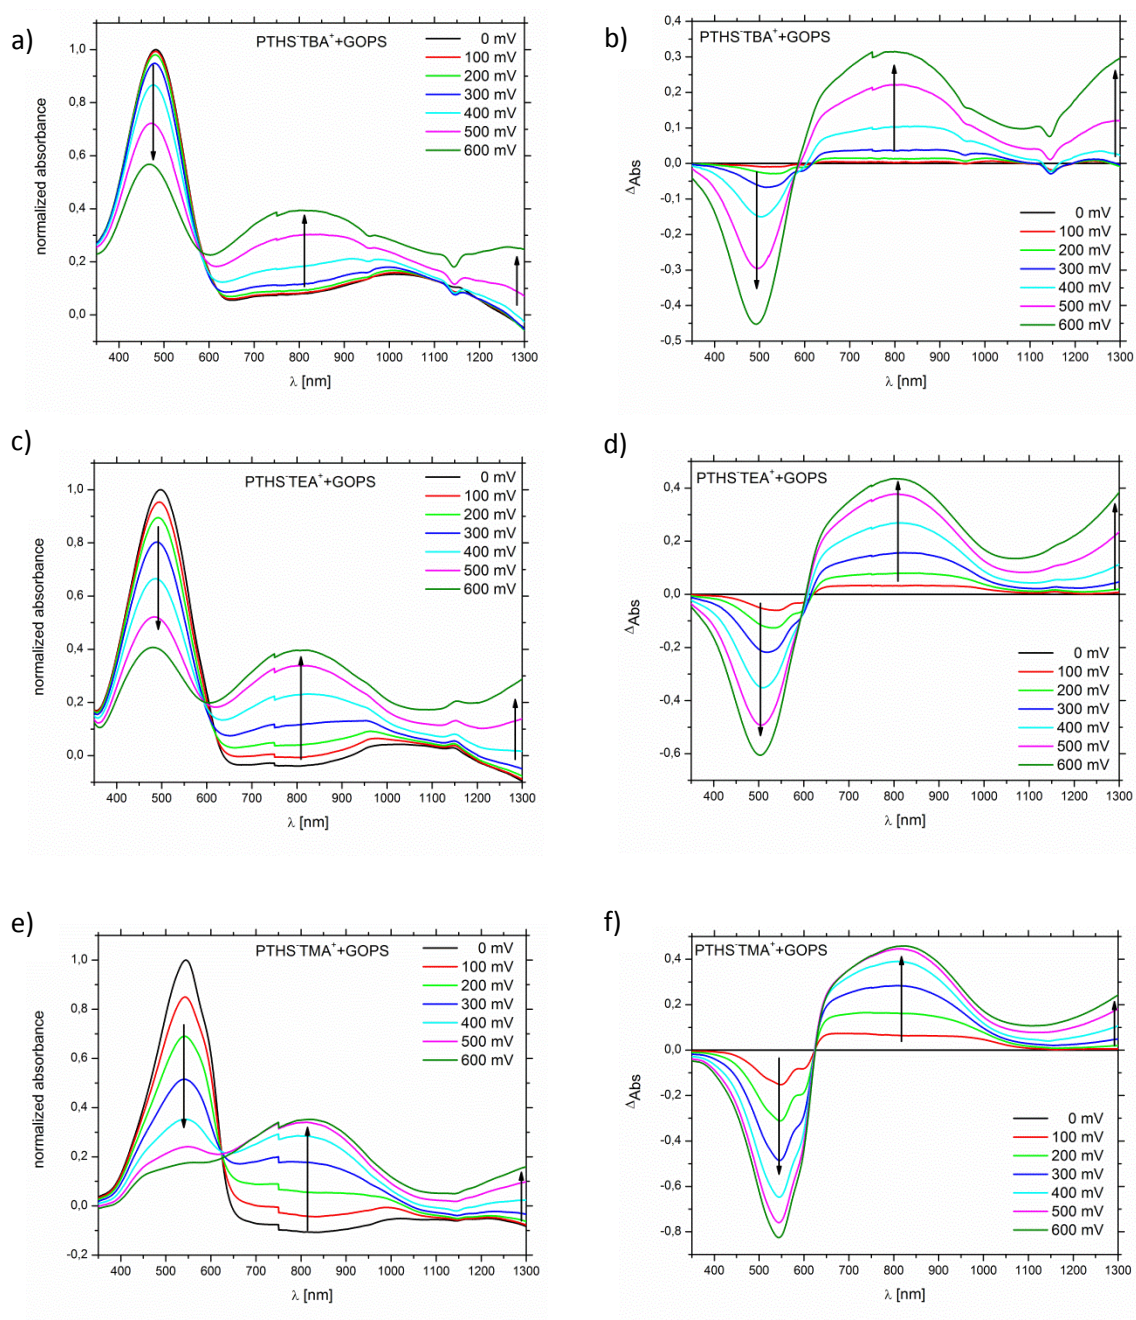 a)
PTHS⁻TBA⁺+GOPS
0 mV
100 mV
200 mV
300 mV
400 mV
500 mV
600 mV
normalized absorbance
1,0
0,8
0,6
0,4
0,2
0,0
400 500 600 700 800 900 1000 1100 1200 1300
λ [nm]
b)
PTHS⁻TBA⁺+GOPS
ΔAbs
0,4
0,3
0,2
0,1
0,0
-0,1
-0,2
-0,3
-0,4
-0,5
0 mV
100 mV
200 mV
300 mV
400 mV
500 mV
600 mV
400 500 600 700 800 900 1000 1100 1200 1300
λ [nm]
c)
PTHS⁻TEA⁺+GOPS
0 mV
100 mV
200 mV
300 mV
400 mV
500 mV
600 mV
normalized absorbance
1,0
0,8
0,6
0,4
0,2
0,0
400 500 600 700 800 900 1000 1100 1200 1300
λ [nm]
d)
PTHS⁻TEA⁺+GOPS
ΔAbs
0,4
0,2
0,0
-0,2
-0,4
-0,6
0 mV
100 mV
200 mV
300 mV
400 mV
500 mV
600 mV
400 500 600 700 800 900 1000 1100 1200 1300
λ [nm]
e)
PTHS⁻TMA⁺+GOPS
0 mV
100 mV
200 mV
300 mV
400 mV
500 mV
600 mV
normalized absorbance
1,0
0,8
0,6
0,4
0,2
0,0
-0,2
400 500 600 700 800 900 1000 1100 1200 1300
λ [nm]
f)
PTHS⁻TMA⁺+GOPS
ΔAbs
0,4
0,2
0,0
-0,2
-0,4
-0,6
-0,8
0 mV
100 mV
200 mV
300 mV
400 mV
500 mV
600 mV
400 500 600 700 800 900 1000 1100 1200 1300
λ [nm]